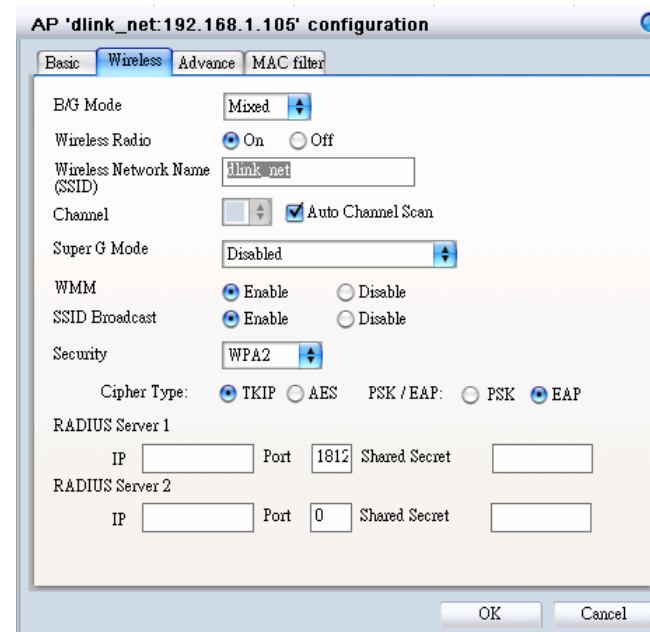 AP 'dlink_net:192.168.1.105' configuration
Basic Wireless Advance MAC filter
B/G Mode Mixed
Wireless Radio On Off
Wireless Network Name (SSID) dlink_net
Channel Auto Channel Scan
Super G Mode Disabled
WMM Enable Disable
SSID Broadcast Enable Disable
Security WPA2
Cipher Type: TKIP AES PSK / EAP: PSK EAP
RADIUS Server 1
IP Port 1812 Shared Secret
RADIUS Server 2
IP Port 0 Shared Secret
OK Cancel